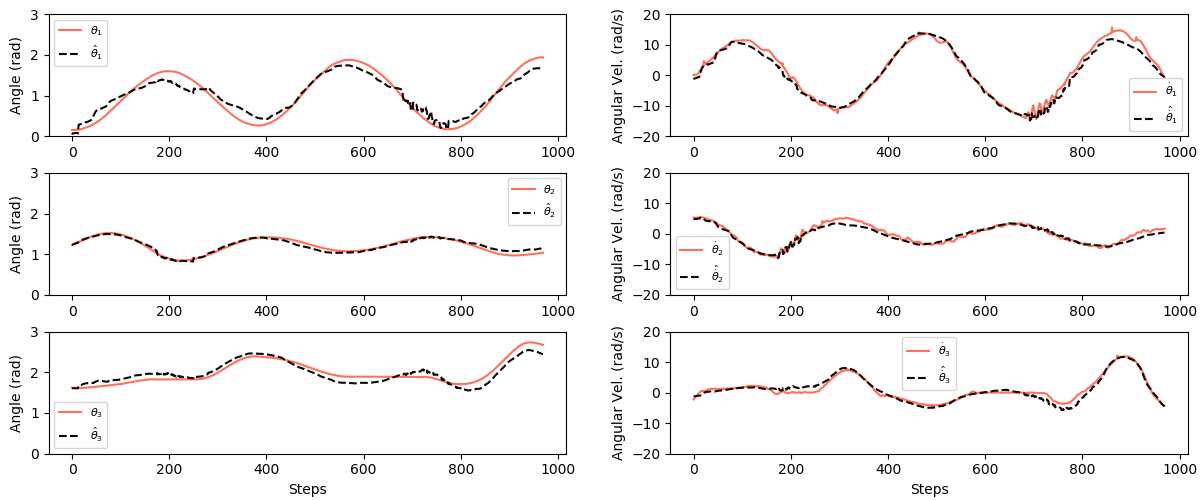 3
2
1
0
Angle (rad)
θ₁
θ̂₁
0 200 400 600 800 1000
20
10
0
−10
−20
Angular Vel. (rad/s)
θ̇₁
θ̇̂₁
0 200 400 600 800 1000
3
2
1
0
Angle (rad)
θ₂
θ̂₂
0 200 400 600 800 1000
20
10
0
−10
−20
Angular Vel. (rad/s)
θ̇₂
θ̇̂₂
0 200 400 600 800 1000
3
2
1
0
Angle (rad)
θ₃
θ̂₃
0 200 400 600 800 1000
Steps
20
10
0
−10
−20
Angular Vel. (rad/s)
θ̇₃
θ̇̂₃
0 200 400 600 800 1000
Steps